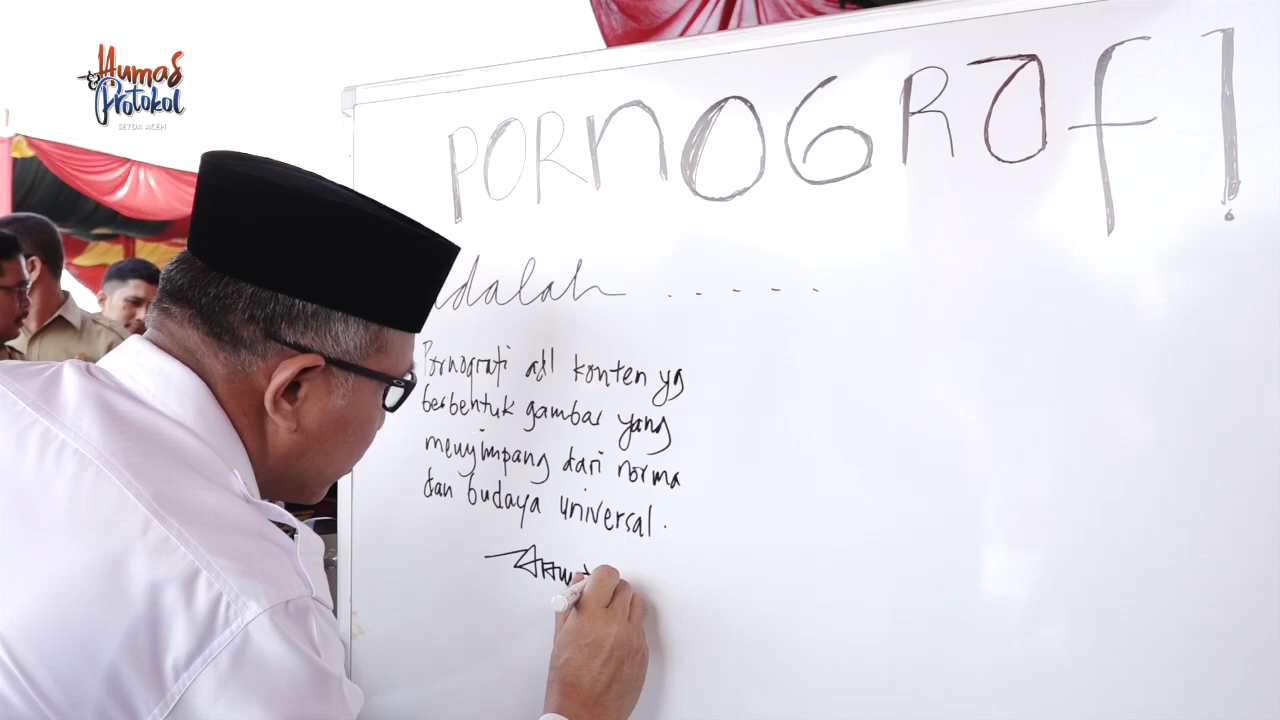 Humas
Protokol
SETDA ACEH
PORNOGRAfI
adalah ......
Pornografi adl konten yg
berbentuk gambar yang
menyimpang dari norma
dan budaya universal.